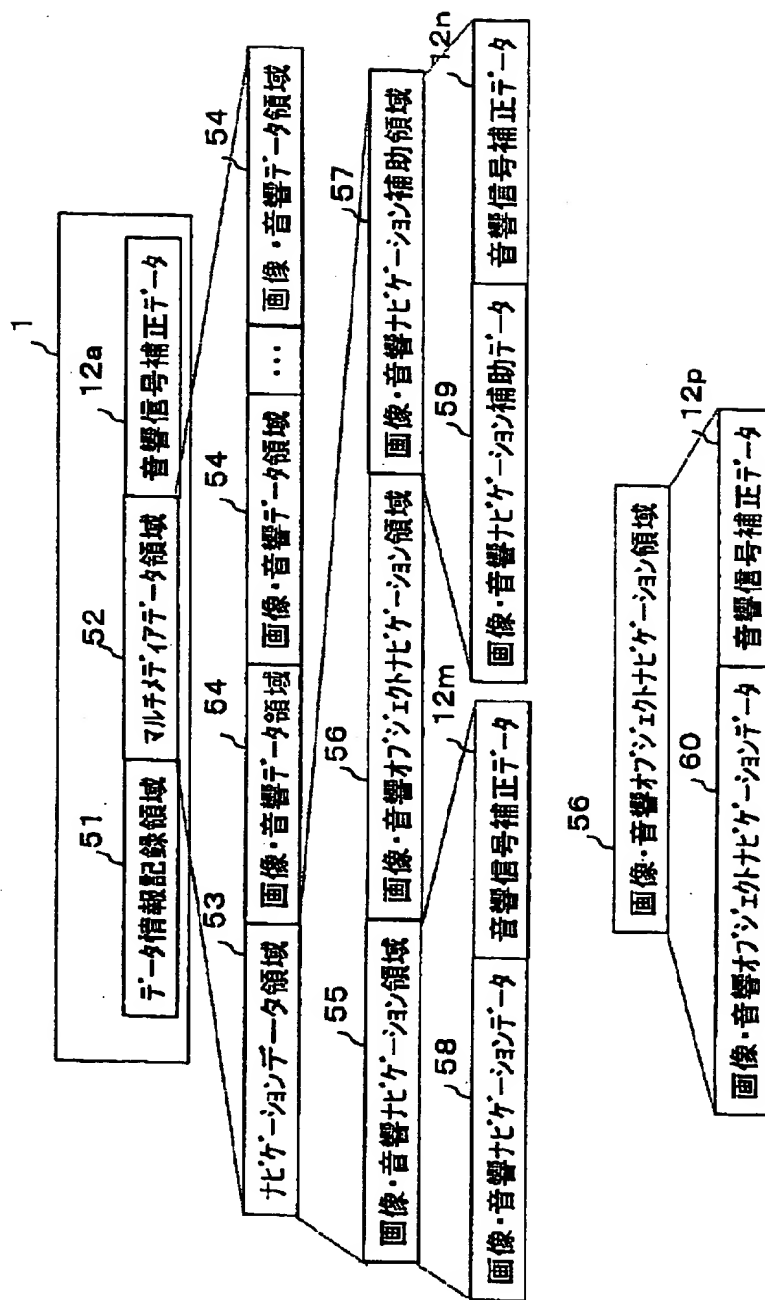 1
51 52 12a
データ情報記録領域 マルチメディアデータ領域 音響信号補正データ
53 54 54 54
ナビゲーションデータ領域 画像・音響データ領域 画像・音響データ領域 ... 画像・音響データ領域
55 56 57
画像・音響ナビゲーション領域 画像・音響オブジェクトナビゲーション領域 画像・音響ナビゲーション補助領域
58 12m 59 12n
画像・音響ナビゲーションデータ 音響信号補正データ 画像・音響ナビゲーション補助データ 音響信号補正データ
56
画像・音響オブジェクトナビゲーション領域
60 12p
画像・音響オブジェクトナビゲーションデータ 音響信号補正データ